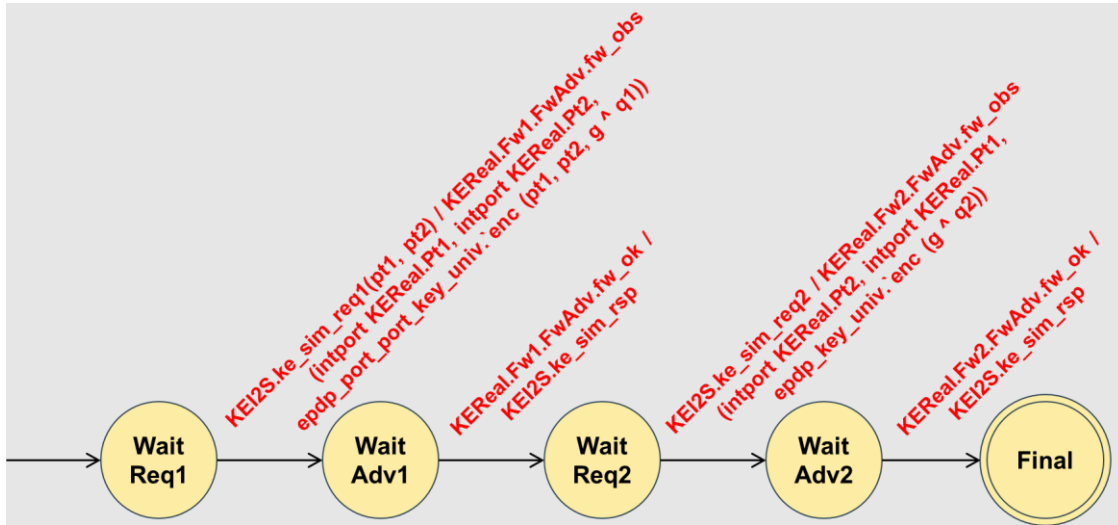 KEI2S.ke_sim_req1(pt1, pt2) / KEReal.Fw1.FwAdv.fw_obs
(intport KEReal.Pt1, intport KEReal.Pt2,
epdp_port_port_key_univ.`enc (pt1, pt2, g ^ q1))
KEReal.Fw1.FwAdv.fw_ok /
KEI2S.ke_sim_rsp
KEI2S.ke_sim_req2 / KEReal.Fw2.FwAdv.fw_obs
(intport KEReal.Pt2, intport KEReal.Pt1,
epdp_key_univ.`enc (g ^ q2))
KEReal.Fw2.FwAdv.fw_ok /
KEI2S.ke_sim_rsp
Wait
Req1
Wait
Adv1
Wait
Req2
Wait
Adv2
Final